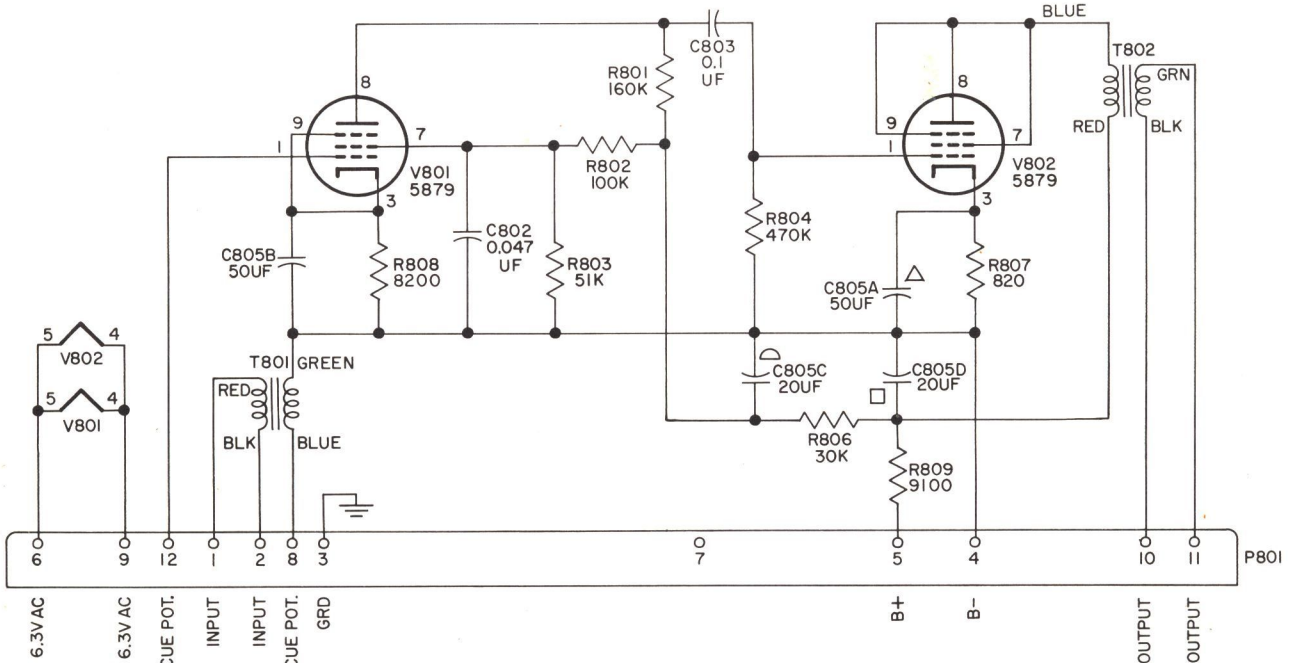 BLUE
C803
0.1
UF
T802
R801
160K
8
8
GRN
9
1
7
9
1
7
RED
BLK
R802
100K
V801
5879
V802
5879
3
3
C805B
50UF
R808
8200
C802
0.047
UF
R803
51K
R804
470K
C805A
50UF
R807
820
5
4
V802
T801
GREEN
RED
5
4
V801
C805C
20UF
C805D
20UF
BLK
BLUE
R806
30K
R809
9100
6
9
12
1
2
8
3
7
5
4
10
11
P801
6.3V AC
6.3V AC
CUE POT.
INPUT
INPUT
CUE POT.
GRD
B+
B-
OUTPUT
OUTPUT